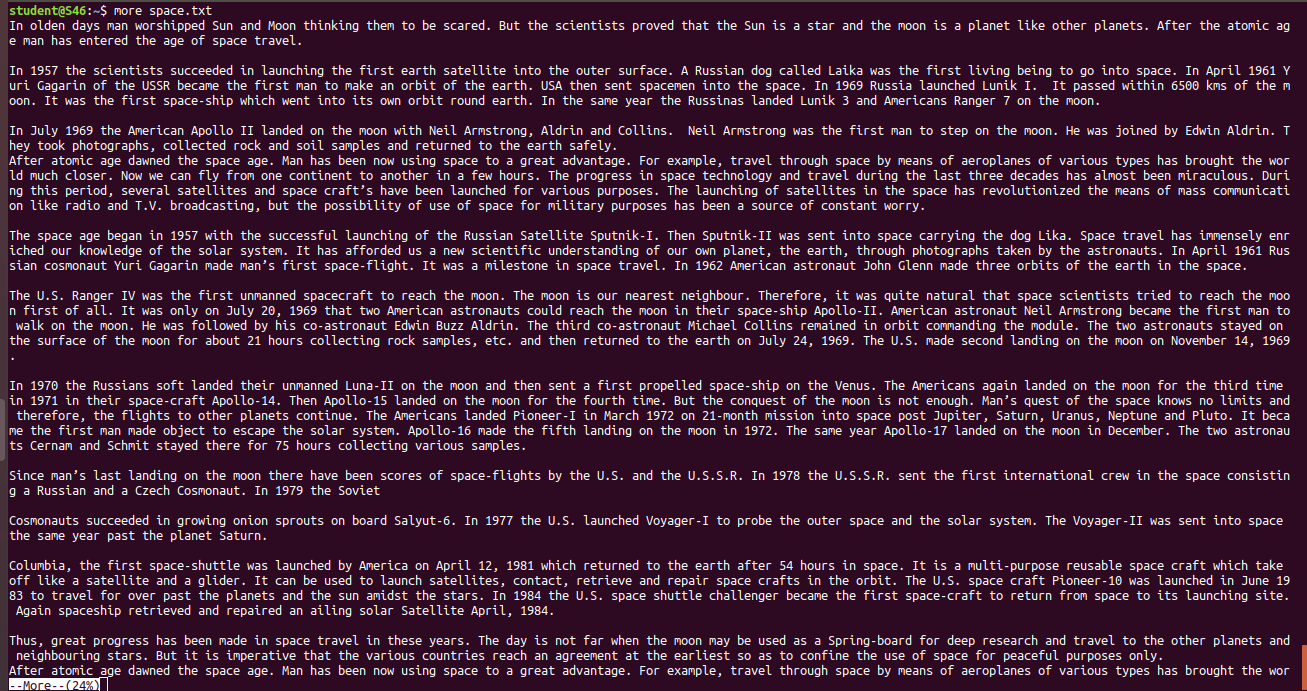 student@S46:~$ more space.txt
In olden days man worshipped Sun and Moon thinking them to be scared. But the scientists proved that the Sun is a star and the moon is a planet like other planets. After the atomic ag
e man has entered the age of space travel.

In 1957 the scientists succeeded in launching the first earth satellite into the outer surface. A Russian dog called Laika was the first living being to go into space. In April 1961 Y
uri Gagarin of the USSR became the first man to make an orbit of the earth. USA then sent spacemen into the space. In 1969 Russia launched Lunik I.  It passed within 6500 kms of the m
oon. It was the first space-ship which went into its own orbit round earth. In the same year the Russinas landed Lunik 3 and Americans Ranger 7 on the moon.

In July 1969 the American Apollo II landed on the moon with Neil Armstrong, Aldrin and Collins.  Neil Armstrong was the first man to step on the moon. He was joined by Edwin Aldrin. T
hey took photographs, collected rock and soil samples and returned to the earth safely.
After atomic age dawned the space age. Man has been now using space to a great advantage. For example, travel through space by means of aeroplanes of various types has brought the wor
ld much closer. Now we can fly from one continent to another in a few hours. The progress in space technology and travel during the last three decades has almost been miraculous. Duri
ng this period, several satellites and space craft’s have been launched for various purposes. The launching of satellites in the space has revolutionized the means of mass communicati
on like radio and T.V. broadcasting, but the possibility of use of space for military purposes has been a source of constant worry.

The space age began in 1957 with the successful launching of the Russian Satellite Sputnik-I. Then Sputnik-II was sent into space carrying the dog Lika. Space travel has immensely enr
iched our knowledge of the solar system. It has afforded us a new scientific understanding of our own planet, the earth, through photographs taken by the astronauts. In April 1961 Rus
sian cosmonaut Yuri Gagarin made man’s first space-flight. It was a milestone in space travel. In 1962 American astronaut John Glenn made three orbits of the earth in the space.

The U.S. Ranger IV was the first unmanned spacecraft to reach the moon. The moon is our nearest neighbour. Therefore, it was quite natural that space scientists tried to reach the moo
n first of all. It was only on July 20, 1969 that two American astronauts could reach the moon in their space-ship Apollo-II. American astronaut Neil Armstrong became the first man to
 walk on the moon. He was followed by his co-astronaut Edwin Buzz Aldrin. The third co-astronaut Michael Collins remained in orbit commanding the module. The two astronauts stayed on
the surface of the moon for about 21 hours collecting rock samples, etc. and then returned to the earth on July 24, 1969. The U.S. made second landing on the moon on November 14, 1969
.

In 1970 the Russians soft landed their unmanned Luna-II on the moon and then sent a first propelled space-ship on the Venus. The Americans again landed on the moon for the third time
in 1971 in their space-craft Apollo-14. Then Apollo-15 landed on the moon for the fourth time. But the conquest of the moon is not enough. Man’s quest of the space knows no limits and
 therefore, the flights to other planets continue. The Americans landed Pioneer-I in March 1972 on 21-month mission into space post Jupiter, Saturn, Uranus, Neptune and Pluto. It beca
me the first man made object to escape the solar system. Apollo-16 made the fifth landing on the moon in 1972. The same year Apollo-17 landed on the moon in December. The two astronau
ts Cernam and Schmit stayed there for 75 hours collecting various samples.

Since man’s last landing on the moon there have been scores of space-flights by the U.S. and the U.S.S.R. In 1978 the U.S.S.R. sent the first international crew in the space consistin
g a Russian and a Czech Cosmonaut. In 1979 the Soviet

Cosmonauts succeeded in growing onion sprouts on board Salyut-6. In 1977 the U.S. launched Voyager-I to probe the outer space and the solar system. The Voyager-II was sent into space
the same year past the planet Saturn.

Columbia, the first space-shuttle was launched by America on April 12, 1981 which returned to the earth after 54 hours in space. It is a multi-purpose reusable space craft which take
off like a satellite and a glider. It can be used to launch satellites, contact, retrieve and repair space crafts in the orbit. The U.S. space craft Pioneer-10 was launched in June 19
83 to travel for over past the planets and the sun amidst the stars. In 1984 the U.S. space shuttle challenger became the first space-craft to return from space to its launching site.
 Again spaceship retrieved and repaired an ailing solar Satellite April, 1984.

Thus, great progress has been made in space travel in these years. The day is not far when the moon may be used as a Spring-board for deep research and travel to the other planets and
 neighbouring stars. But it is imperative that the various countries reach an agreement at the earliest so as to confine the use of space for peaceful purposes only.
After atomic age dawned the space age. Man has been now using space to a great advantage. For example, travel through space by means of aeroplanes of various types has brought the wor
--More--(24%)